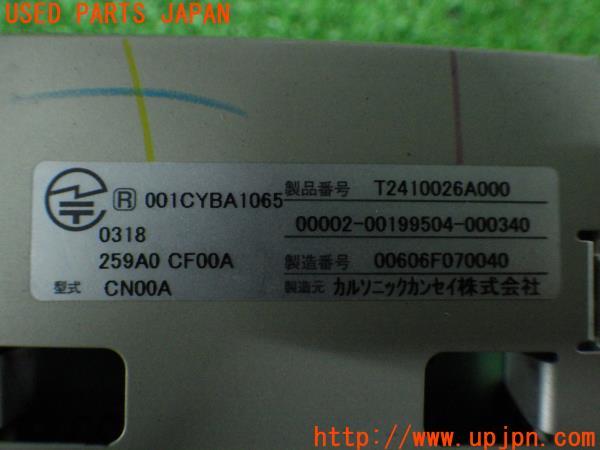 USED PARTS JAPAN
R 001CYBA1065 製品番号 T2410026A000
0318 00002-00199504-000340
259A0 CF00A 製造番号 00606F070040
型式 CN00A 製造元 カルソニックカンセイ株式会社
http://www.upjpn.com/